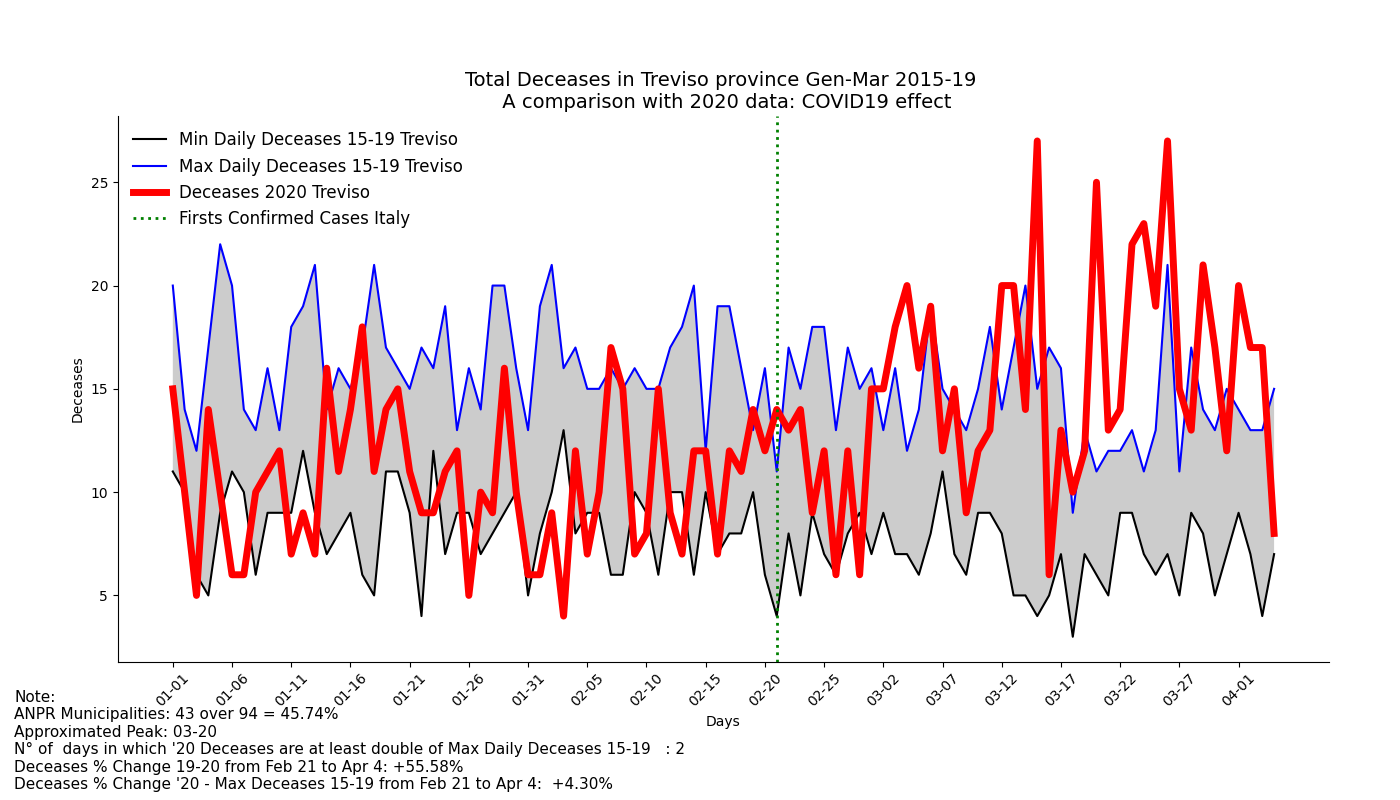 Total Deceases in Treviso province Gen-Mar 2015-19
A comparison with 2020 data: COVID19 effect
Min Daily Deceases 15-19 Treviso
Max Daily Deceases 15-19 Treviso
Deceases 2020 Treviso
Firsts Confirmed Cases Italy
Deceases
25
20
15
10
5
01-01 01-06 01-11 01-16 01-21 01-26 01-31 02-05 02-10 02-15 02-20 02-25 03-02 03-07 03-12 03-17 03-22 03-27 04-01
Days
Note:
ANPR Municipalities: 43 over 94 = 45.74%
Approximated Peak: 03-20
N° of  days in which '20 Deceases are at least double of Max Daily Deceases 15-19   : 2
Deceases % Change 19-20 from Feb 21 to Apr 4: +55.58%
Deceases % Change '20 - Max Deceases 15-19 from Feb 21 to Apr 4:  +4.30%